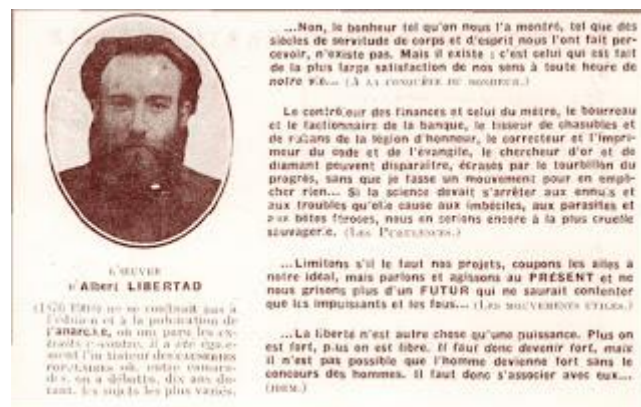 L'ŒUVRE
d'Albert LIBERTAD
(1876-1908) ne se confinait pas à
l'édition et à la publication de
l'anarchie, où ont paru les ex-
traits ci-contre, il a été égale-
ment l'initiateur des CAUSERIES
POPULAIRES où, entre camara-
des, on a débattu, dix ans du-
rant, les sujets les plus variés.
...Non, le bonheur tel qu'on nous l'a montré, tel que des
siècles de servitude de corps et d'esprit nous l'ont fait per-
cevoir, n'existe pas. Mais il existe : c'est celui qui est fait
de la plus large satisfaction de nos sens à toute heure de
notre vie... (À LA CONQUÊTE DU BONHEUR.)
Le contrôleur des finances et celui du métro, le bourreau
et le factionnaire de la banque, le tisseur de chasubles et
de rubans de la légion d'honneur, le correcteur et l'impri-
meur du code et de l'évangile, le chercheur d'or et de
diamant peuvent disparaître, écrasés par le tourbillon du
progrès, sans que je fasse un mouvement pour en empê-
cher rien... Si la science devait s'arrêter aux ennuis et
aux troubles qu'elle cause aux imbéciles, aux parasites et
aux bêtes féroces, nous en serions encore à la plus cruelle
sauvagerie. (LES
...Limitons s'il le faut nos projets, coupons les ailes à
notre idéal, mais parlons et agissons au PRÉSENT et ne
nous grisons plus d'un FUTUR qui ne saurait contenter
que les impuissants et les fous... (LES MOUVEMENTS UTILES.)
...La liberté n'est autre chose qu'une puissance. Plus on
est fort, plus on est libre. Il faut donc devenir fort, mais
il n'est pas possible que l'homme devienne fort sans le
concours des hommes. Il faut donc s'associer avec eux...
(IDEM.)